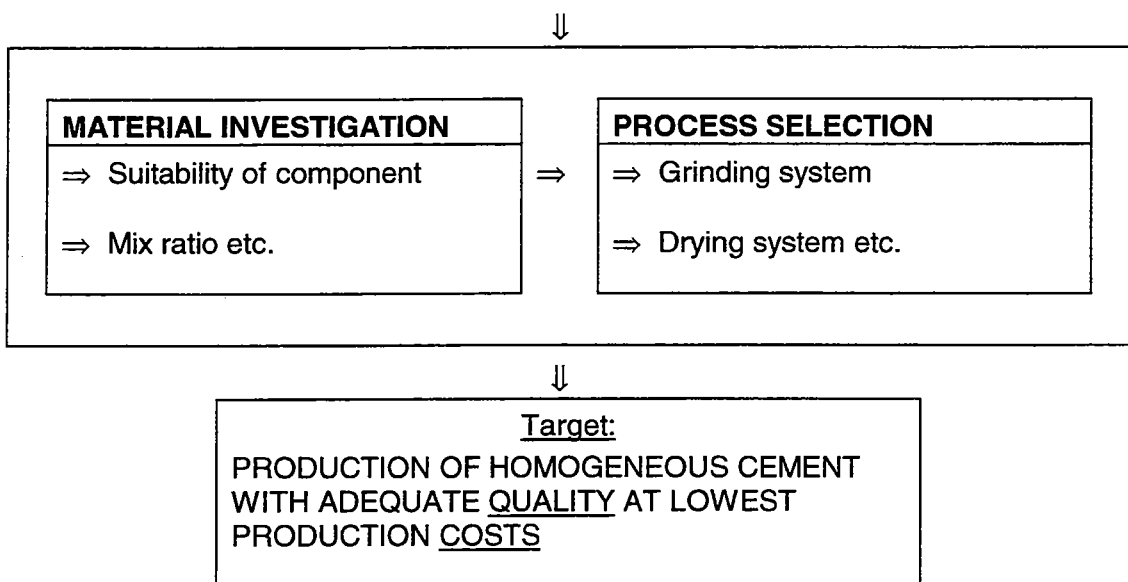 ⇓
MATERIAL INVESTIGATION
⇒ Suitability of component
⇒ Mix ratio etc.
⇒
PROCESS SELECTION
⇒ Grinding system
⇒ Drying system etc.
⇓
Target:
PRODUCTION OF HOMOGENEOUS CEMENT
WITH ADEQUATE QUALITY AT LOWEST
PRODUCTION COSTS